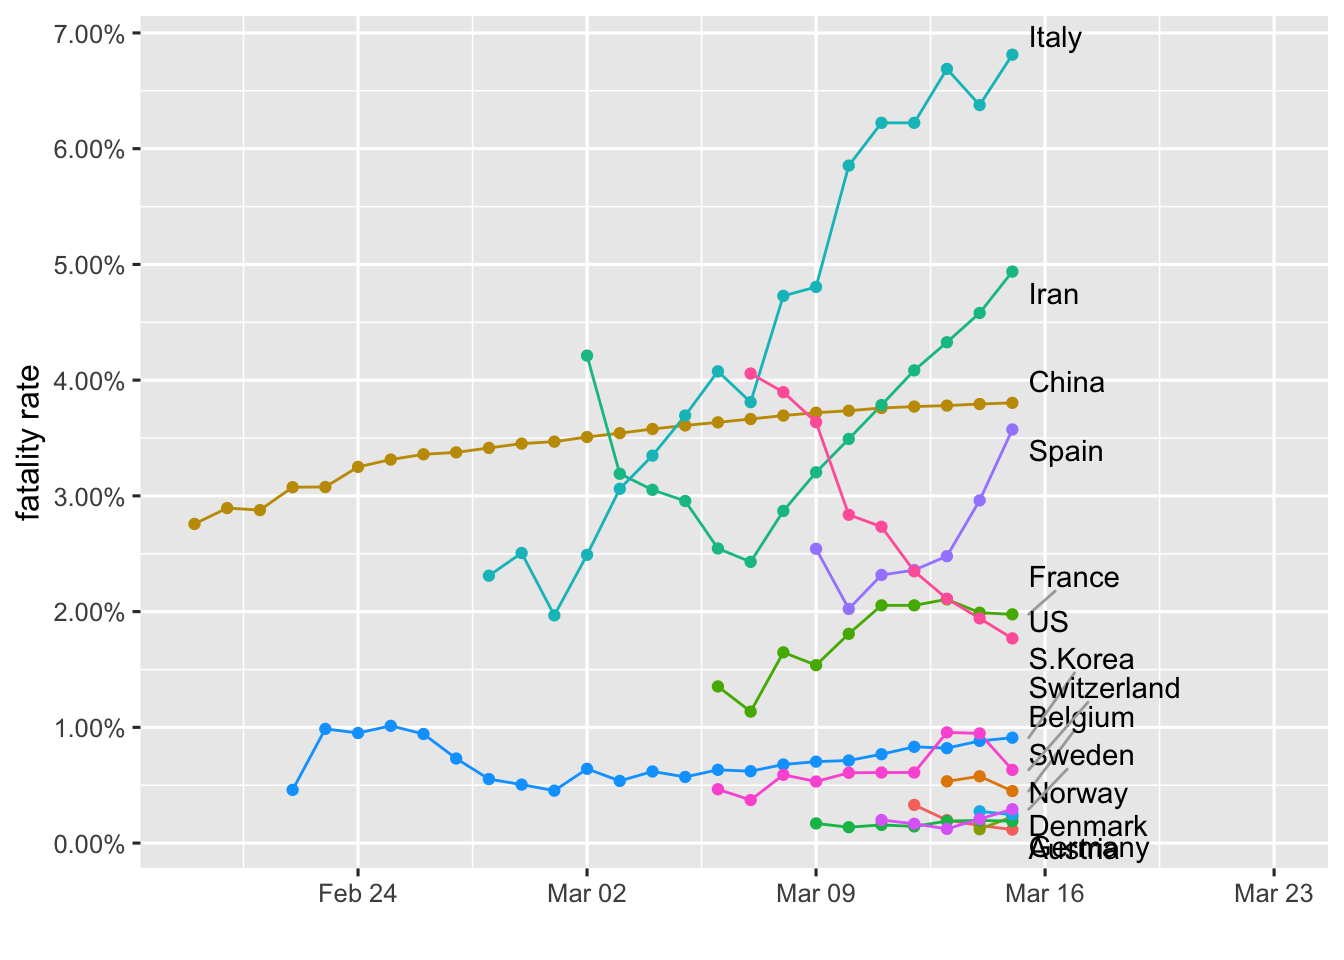 7.00%
6.00%
5.00%
4.00%
3.00%
2.00%
1.00%
0.00%
fatality rate
Italy
Iran
China
Spain
France
US
S.Korea
Switzerland
Belgium
Sweden
Norway
Denmark
Germany
Austria
Feb 24
Mar 02
Mar 09
Mar 16
Mar 23